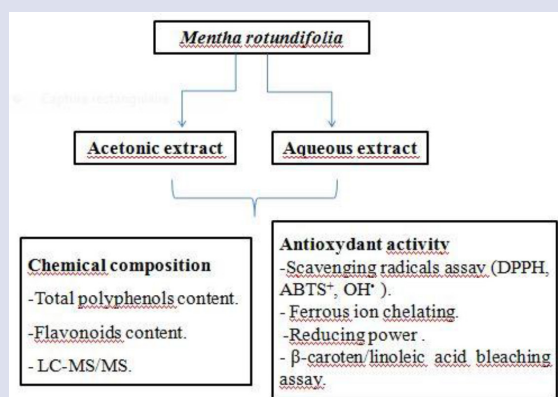 Mentha rotundifolia
Acetonic extract
Aqueous extract
Chemical composition
-Total polyphenols content.
-Flavonoids content.
- LC-MS/MS.
Antioxydant activity
-Scavenging radicals assay (DPPH,
ABTS⁺, OH• ).
- Ferrous ion chelating.
-Reducing power .
- β-caroten/linoleic acid bleaching
assay.